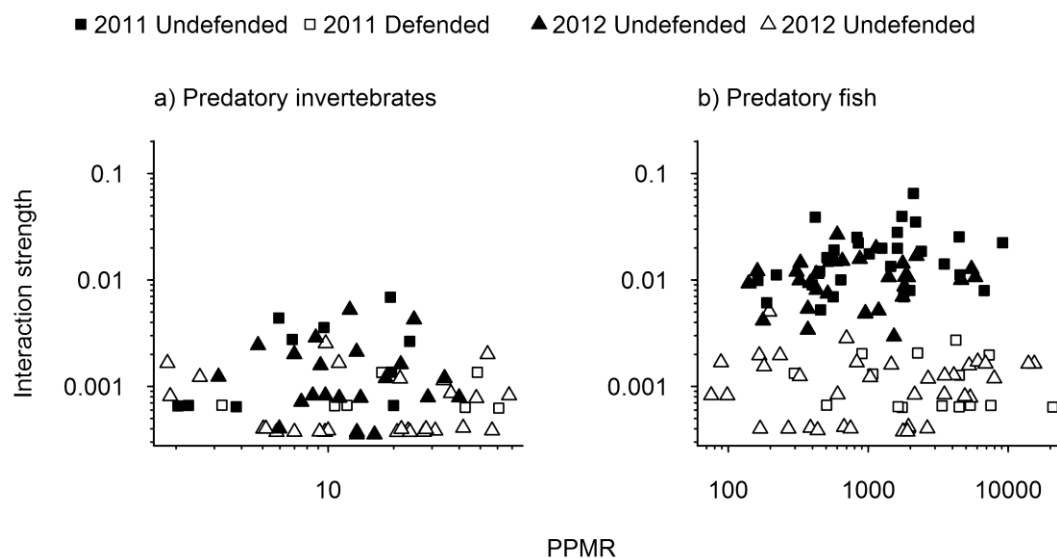 2011 Undefended 2011 Defended 2012 Undefended 2012 Undefended
a) Predatory invertebrates
b) Predatory fish
Interaction strength
0.1
0.01
0.001
10
0.1
0.01
0.001
100 1000 10000
PPMR